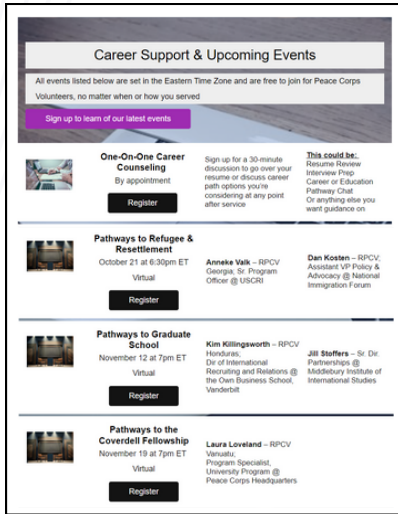 Career Support & Upcoming Events
All events listed below are set in the Eastern Time Zone and are free to join for Peace Corps
Volunteers, no matter when or how you served
Sign up to learn of our latest events
One-On-One Career
Counseling
By appointment
Register
Sign up for a 30-minute
discussion to go over your
resume or discuss career
path options you're
considering at any point
after service
This could be:
Resume Review
Interview Prep
Career or Education
Pathway Chat
Or anything else you
want guidance on
Pathways to Refugee &
Resettlement
October 21 at 6:30pm ET
Virtual
Register
Anneke Valk – RPCV
Georgia; Sr. Program
Officer @ USCRI
Dan Kosten – RPCV;
Assistant VP Policy &
Advocacy @ National
Immigration Forum
Pathways to Graduate
School
November 12 at 7pm ET
Virtual
Register
Kim Killingsworth – RPCV
Honduras;
Dir of International
Recruiting and Relations @
the Own Business School,
Vanderbilt
Jill Stoffers – Sr. Dir.
Partnerships @
Middlebury Institute of
International Studies
Pathways to the
Coverdell Fellowship
November 19 at 7pm ET
Virtual
Register
Laura Loveland – RPCV
Vanuatu;
Program Specialist,
University Program @
Peace Corps Headquarters